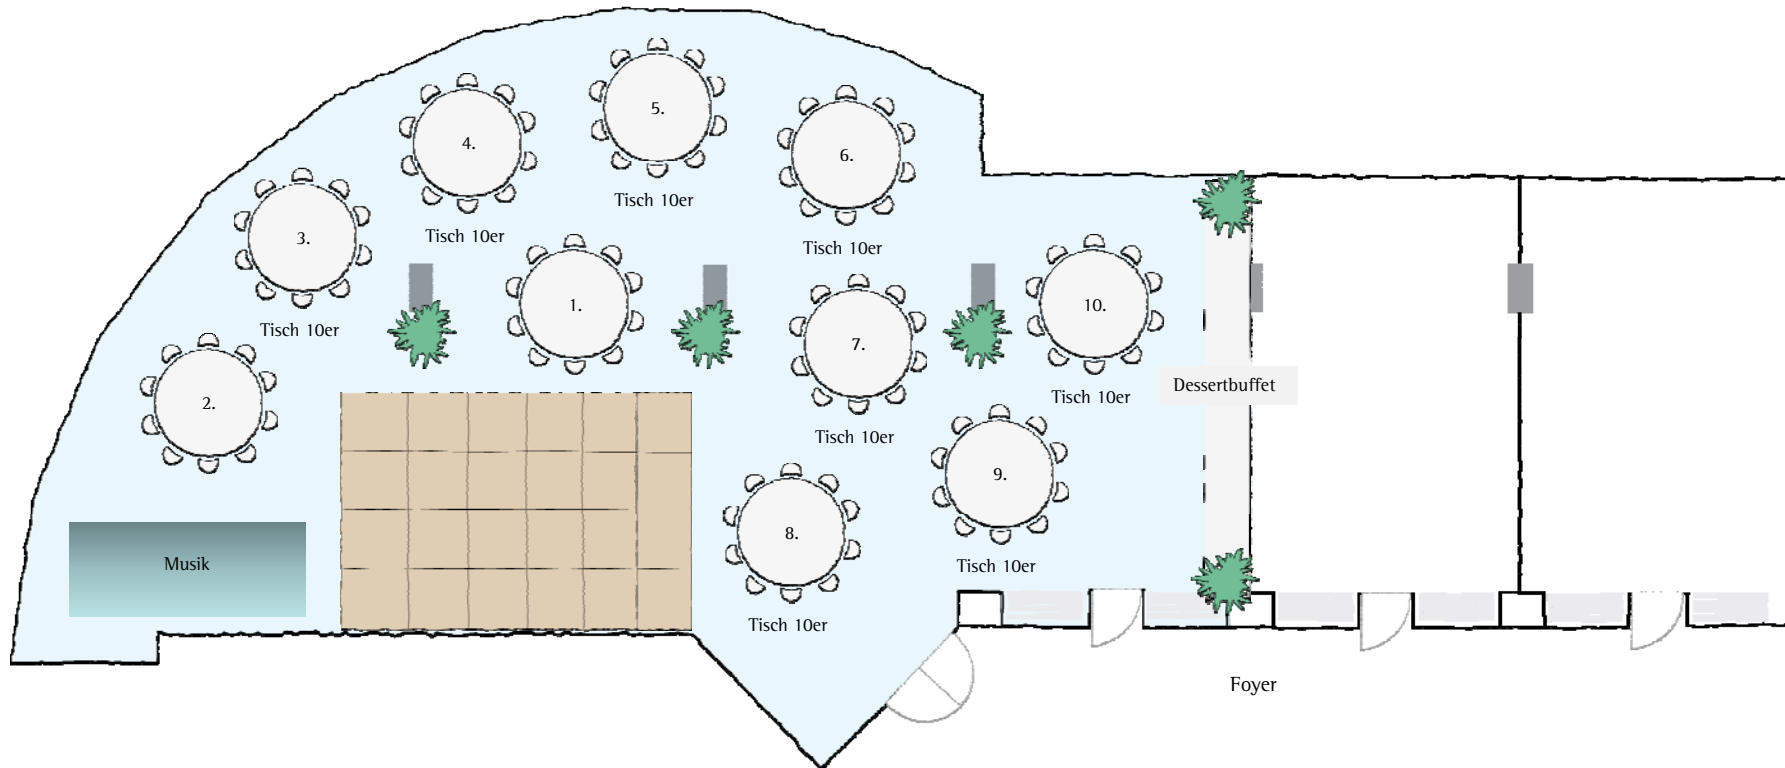 5.
4.
6.
Tisch 10er
3.
Tisch 10er
Tisch 10er
1.
10.
Tisch 10er
7.
Dessertbuffet
2.
Tisch 10er
Tisch 10er
9.
8.
Musik
Tisch 10er
Tisch 10er
Foyer